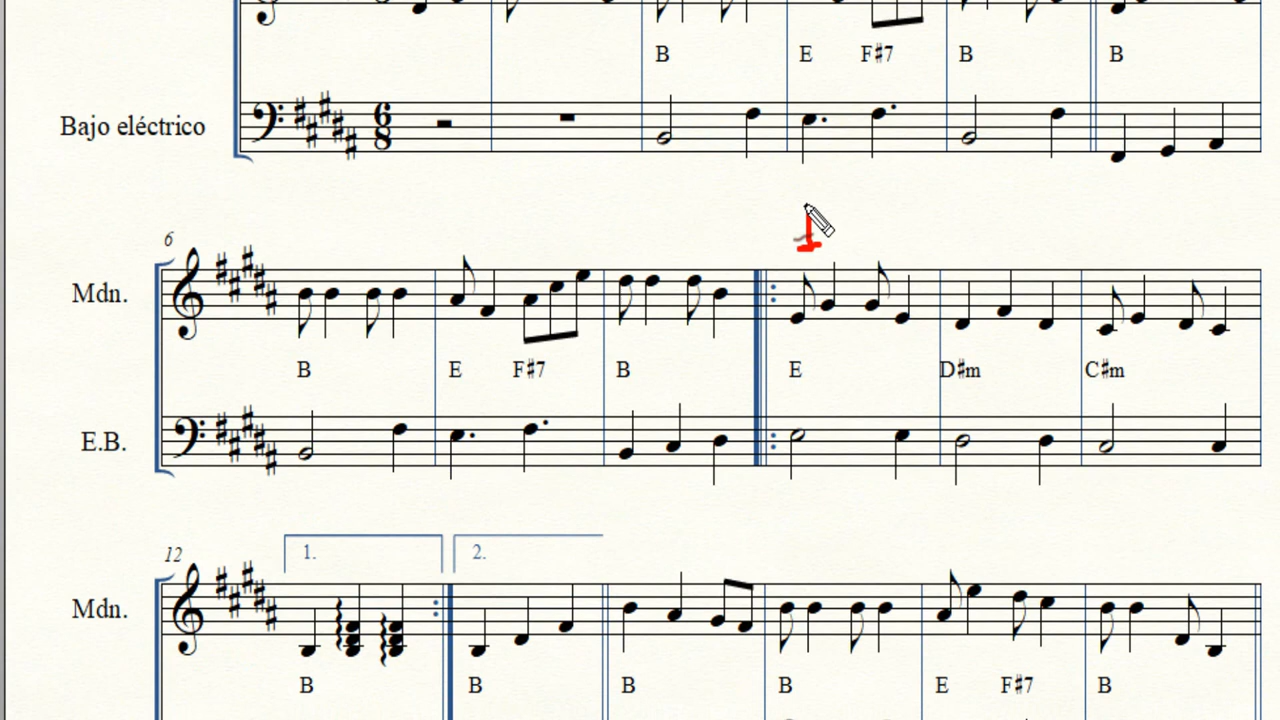 B E F#7 B B
Bajo eléctrico 6 8
1
6
Mdn.
B E F#7 B E D#m C#m
E.B.
1. 2.
12
Mdn.
B B B B E F#7 B